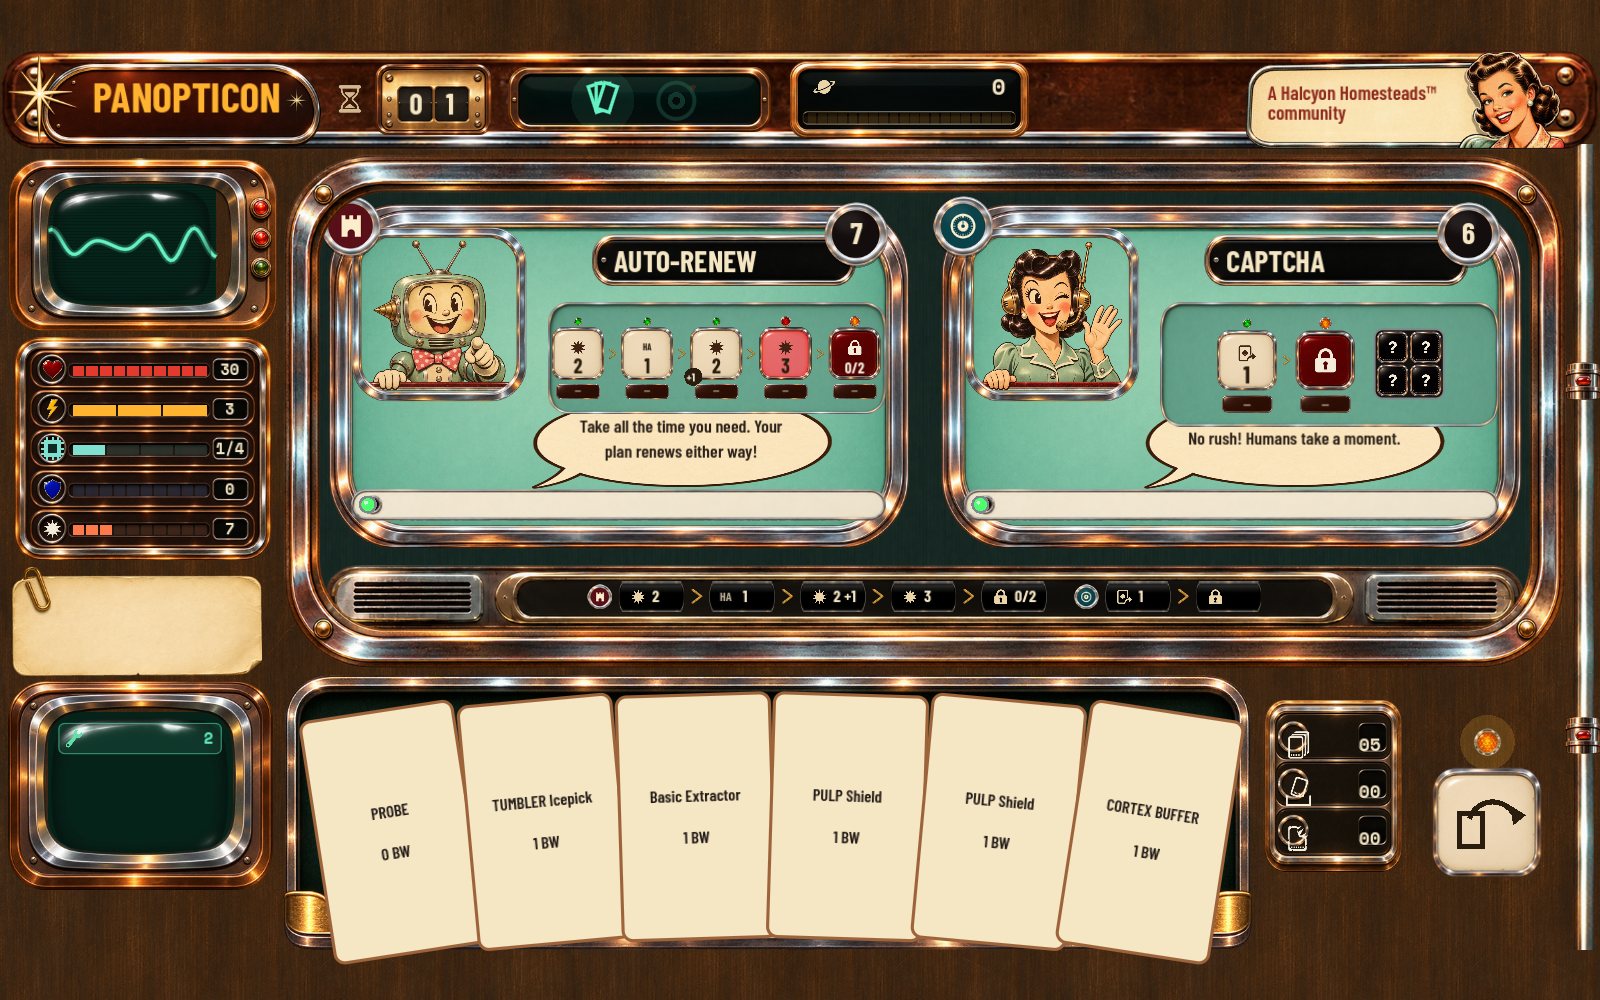 PANOPTICON
0 1
0
A Halcyon Homesteads™
community
AUTO-RENEW
7
2
HA
1
+1
2
3
0/2
Take all the time you need. Your
plan renews either way!
CAPTCHA
6
1
? ?
? ?
No rush! Humans take a moment.
30
3
1/4
0
7
2
HA 1
2 +1
3
0/2
1
2
PROBE
0 BW
TUMBLER Icepick
1 BW
Basic Extractor
1 BW
PULP Shield
1 BW
PULP Shield
1 BW
CORTEX BUFFER
1 BW
05
00
00